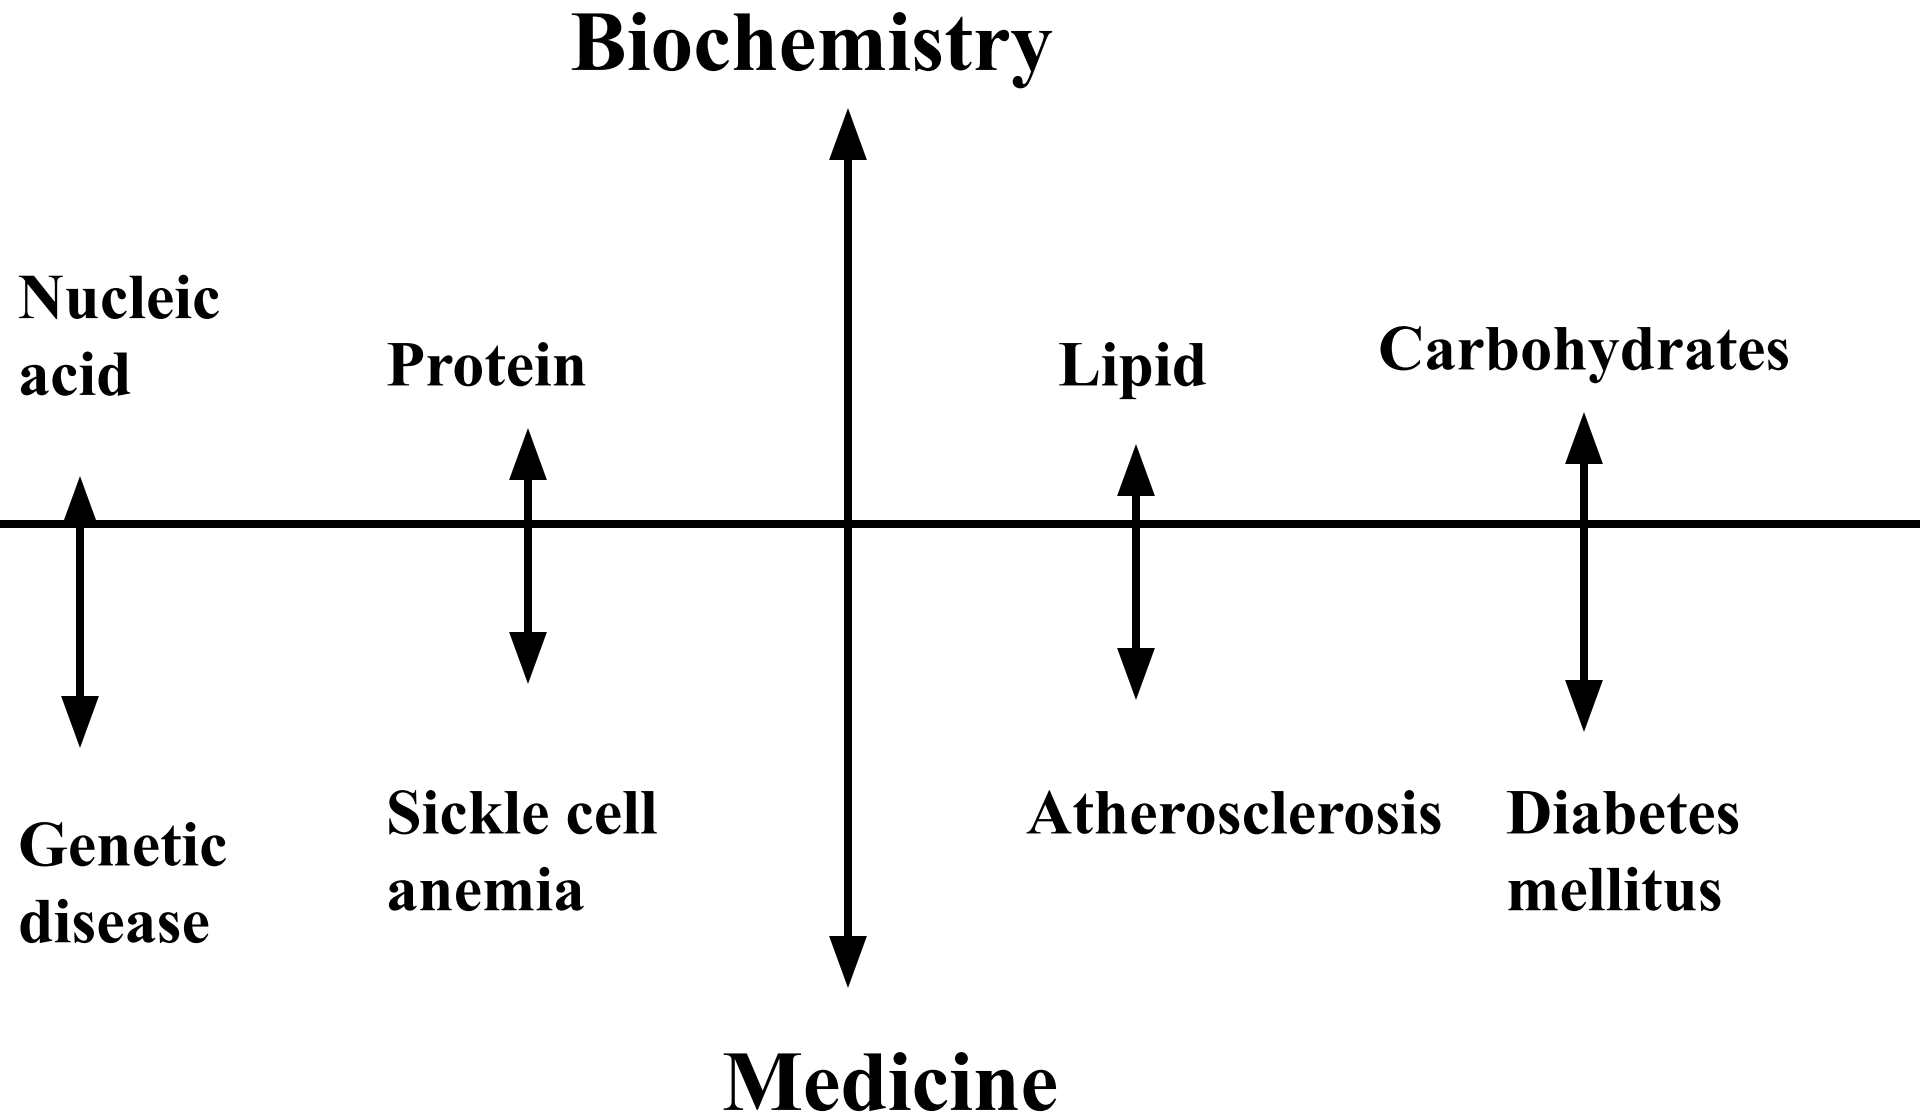 Biochemistry
Nucleic
acid
Protein
Lipid
Carbohydrates
Genetic
disease
Sickle cell
anemia
Atherosclerosis
Diabetes
mellitus
Medicine